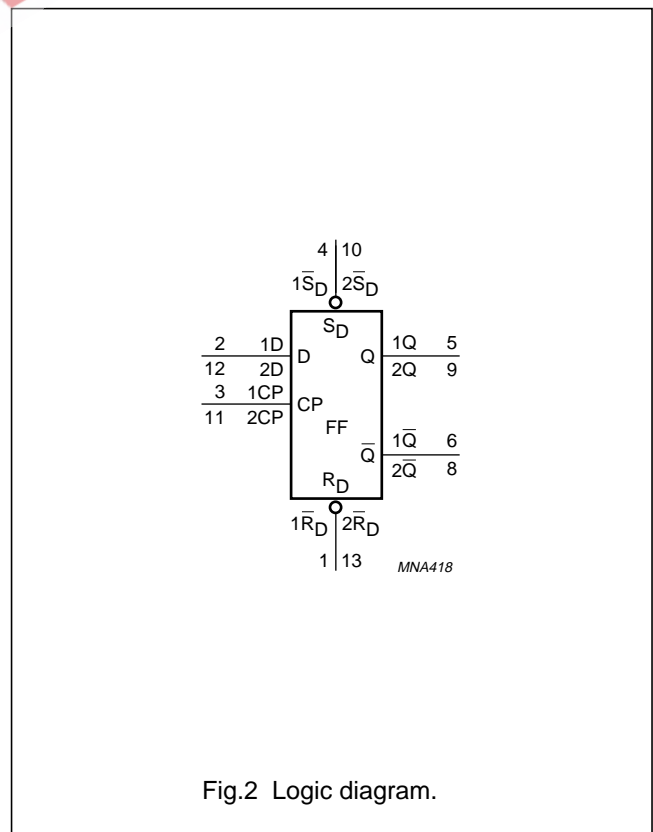 4 10
1S̅D 2S̅D
SD
2 1D D Q 1Q 5
12 2D 2Q 9
3 1CP CP
11 2CP
FF
Q̅ 1Q̅ 6
2Q̅ 8
RD
1R̅D 2R̅D
1 13
MNA418
Fig.2 Logic diagram.